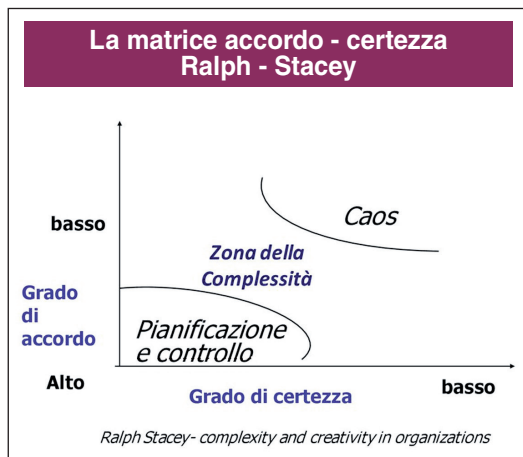 La matrice accordo - certezza
Ralph - Stacey
basso
Caos
Zona della
Complessità
Grado
di
accordo
Pianificazione
e controllo
Alto
Grado di certezza
basso
Ralph Stacey- complexity and creativity in organizations